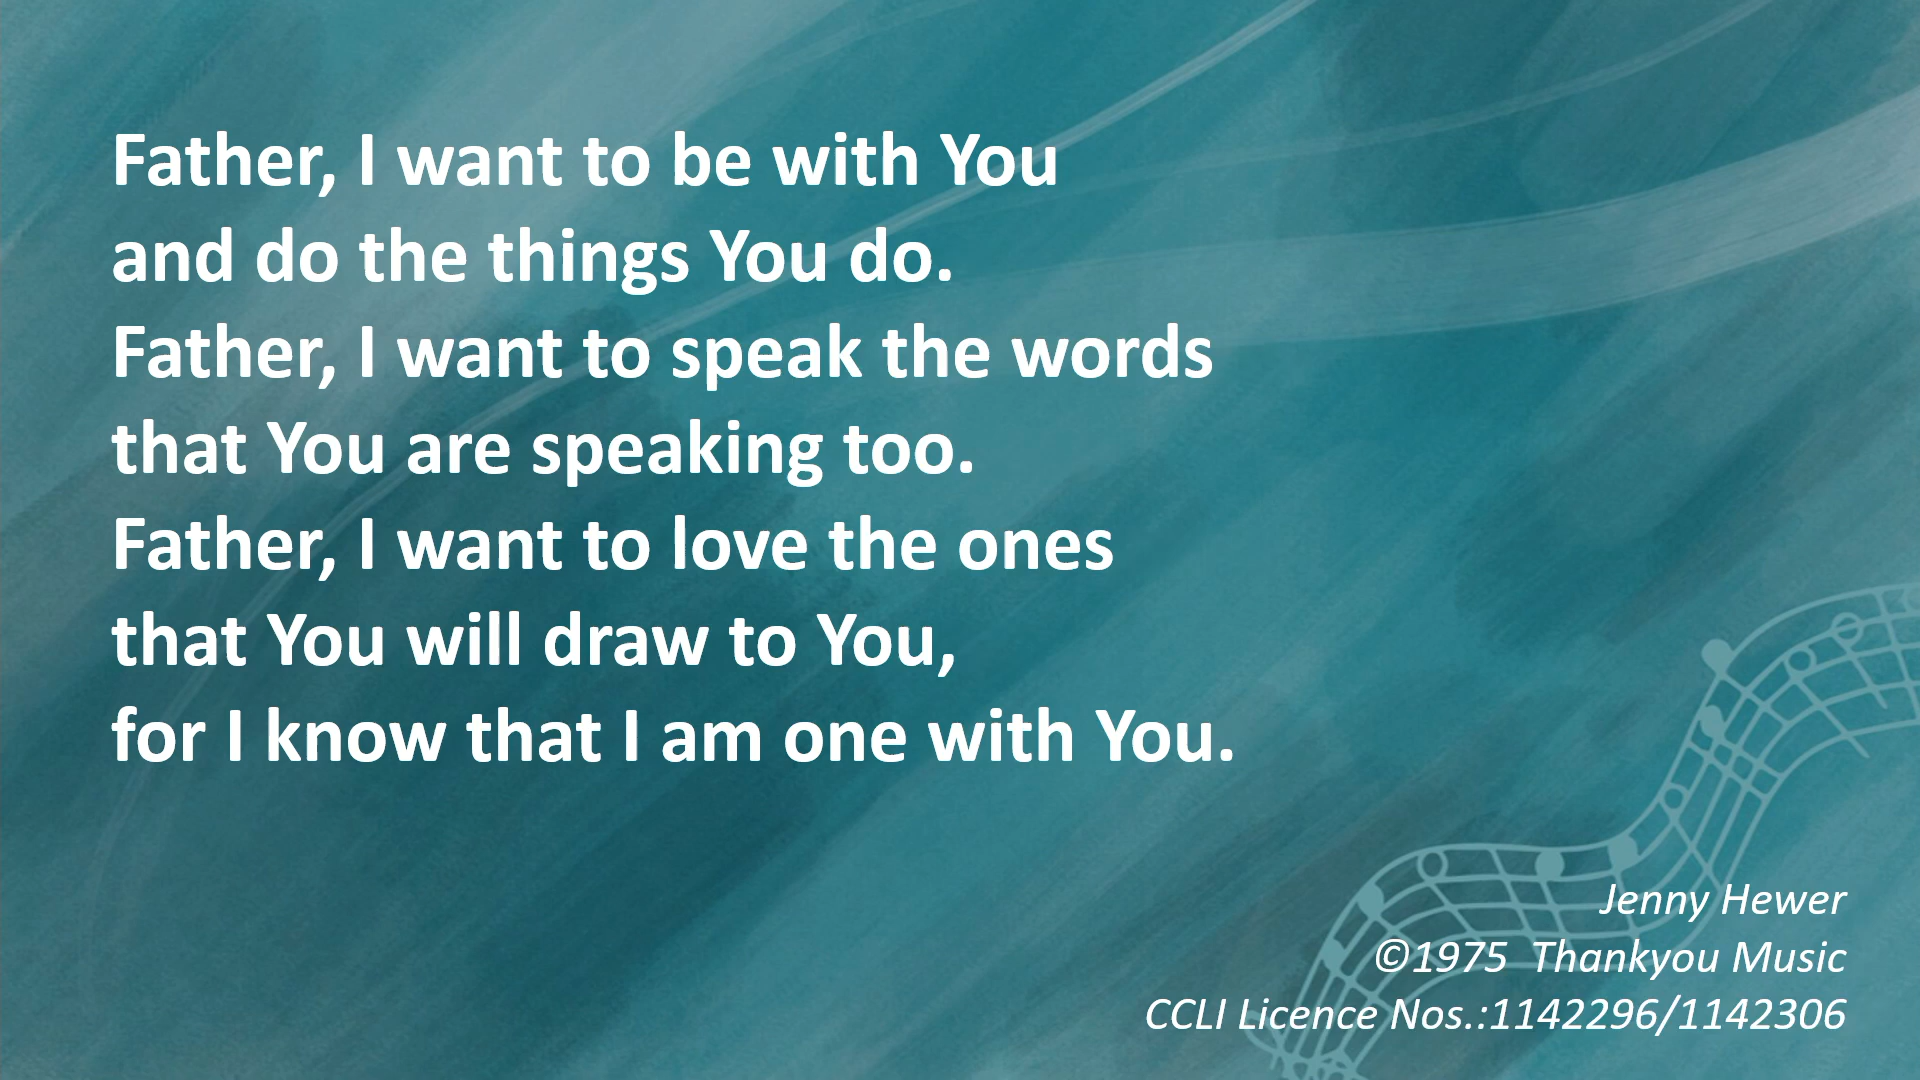 Father, I want to be with You
and do the things You do.
Father, I want to speak the words
that You are speaking too.
Father, I want to love the ones
that You will draw to You,
for I know that I am one with You.
Jenny Hewer
©1975  Thankyou Music
CCLI Licence Nos.:1142296/1142306